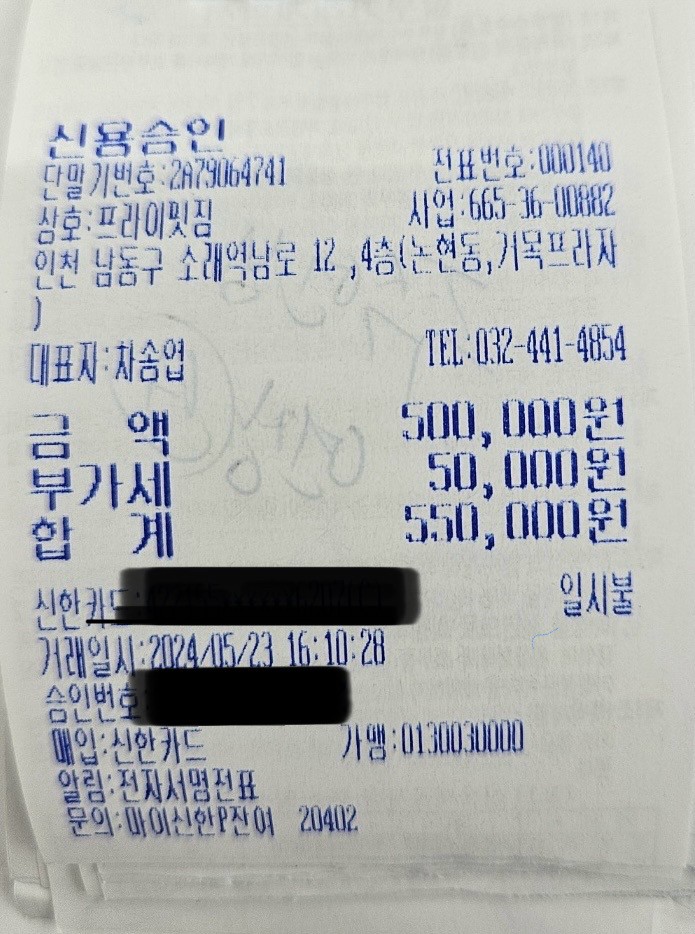 신용승인
단말기번호:2A79064741 전표번호:000140
상호:프라이빗짐 사업:665-36-00882
인천 남동구 소래역남로 12 ,4층(논현동,거목프라자
)
대표자:차솜업 TEL:032-441-4854
금 액 500,000원
부가세 50,000원
합 계 550,000원
신한카드: 일시불
거래일시:2024/05/23 16:10:28
승인번호
매입:신한카드 가맹:0130030000
알림:전자서명전표
문의:마이신한P잔여 20402